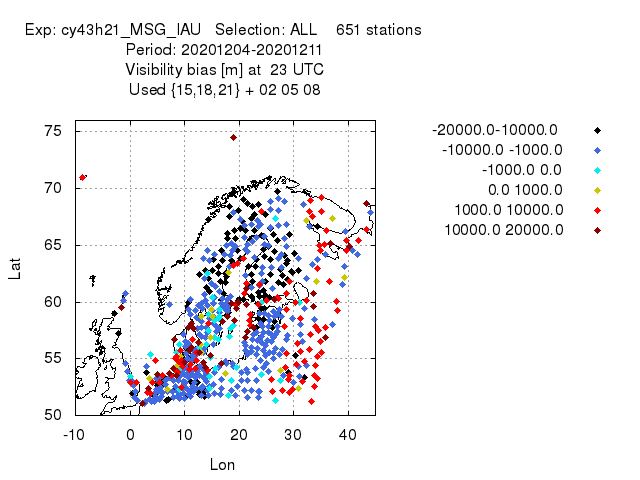 Exp: cy43h21_MSG_IAU   Selection: ALL    651 stations
Period: 20201204-20201211
Visibility bias [m] at  23 UTC
Used {15,18,21} + 02 05 08
-20000.0-10000.0
-10000.0 -1000.0
-1000.0 0.0
0.0 1000.0
1000.0 10000.0
10000.0 20000.0
75
70
65
60
55
50
Lat
-10 0 10 20 30 40
Lon